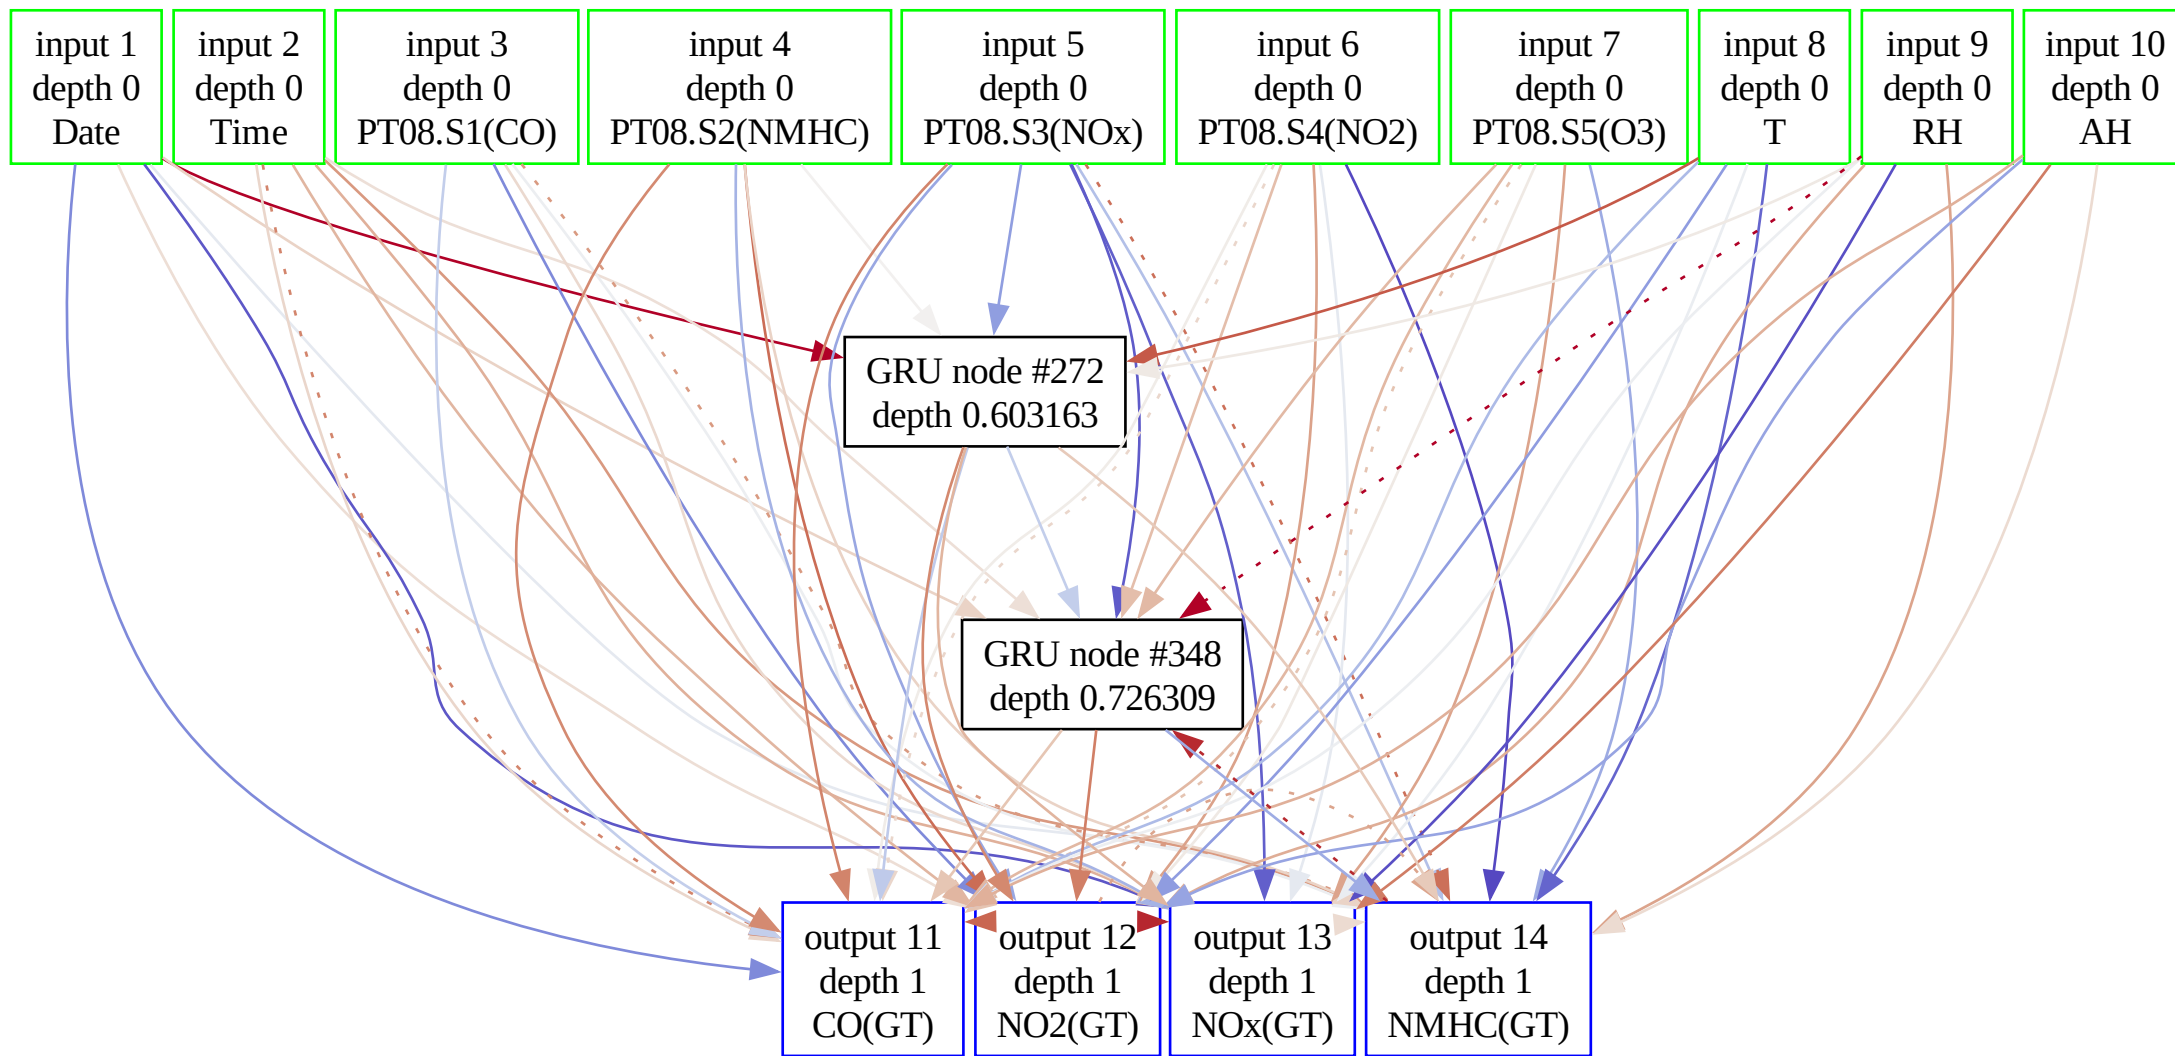 input 1
depth 0
Date
input 2
depth 0
Time
input 3
depth 0
PT08.S1(CO)
input 4
depth 0
PT08.S2(NMHC)
input 5
depth 0
PT08.S3(NOx)
input 6
depth 0
PT08.S4(NO2)
input 7
depth 0
PT08.S5(O3)
input 8
depth 0
T
input 9
depth 0
RH
input 10
depth 0
AH
GRU node #272
depth 0.603163
GRU node #348
depth 0.726309
output 11
depth 1
CO(GT)
output 12
depth 1
NO2(GT)
output 13
depth 1
NOx(GT)
output 14
depth 1
NMHC(GT)